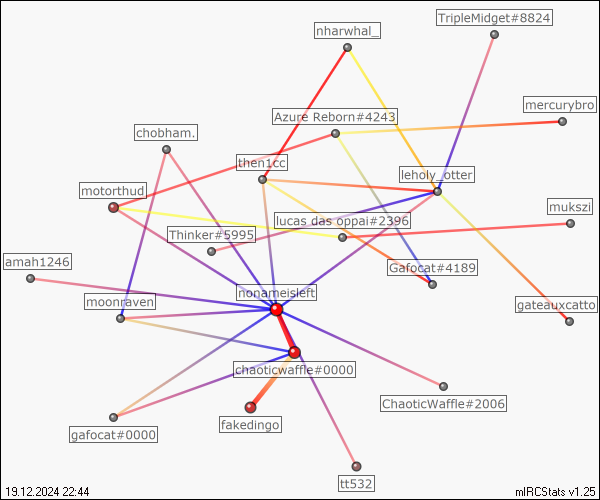 TripleMidget#8824
nharwhal_
mercurybro
Azure Reborn#4243
chobham.
then1cc
leholy_otter
motorthud
mukszi
lucas das oppai#2396
Thinker#5995
amah1246
Gafocat#4189
nonameisleft
moonraven
gateauxcatto
chaoticwaffle#0000
ChaoticWaffle#2006
fakedingo
gafocat#0000
tt532
19.12.2024 22:44
mIRCStats v1.25